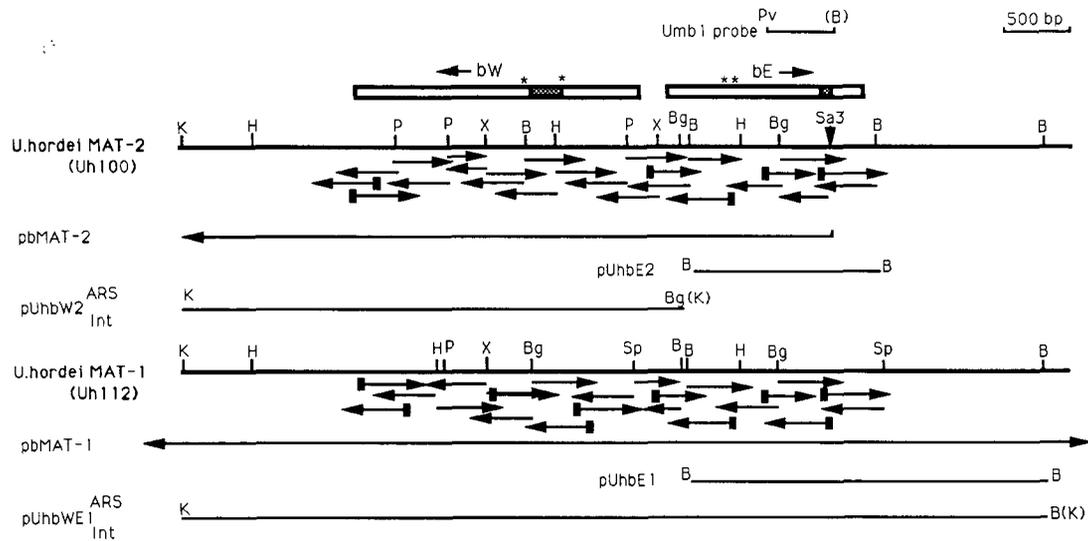 Pv (B) 500 bp
Umb1 probe
bW * * * * bE
K H P P X B H P X Bg B H Bg Sa3 B B
U.hordei MAT-2
(Uh100)
pbMAT-2
pUhbE2 B B
pUhbW2 ARS Int K Bg(K)
K H H P X Bg Sp B B H Bg Sp B
U.hordei MAT-1
(Uh112)
pbMAT-1
pUhbE1 B B
pUhbWE1 ARS Int K B(K)